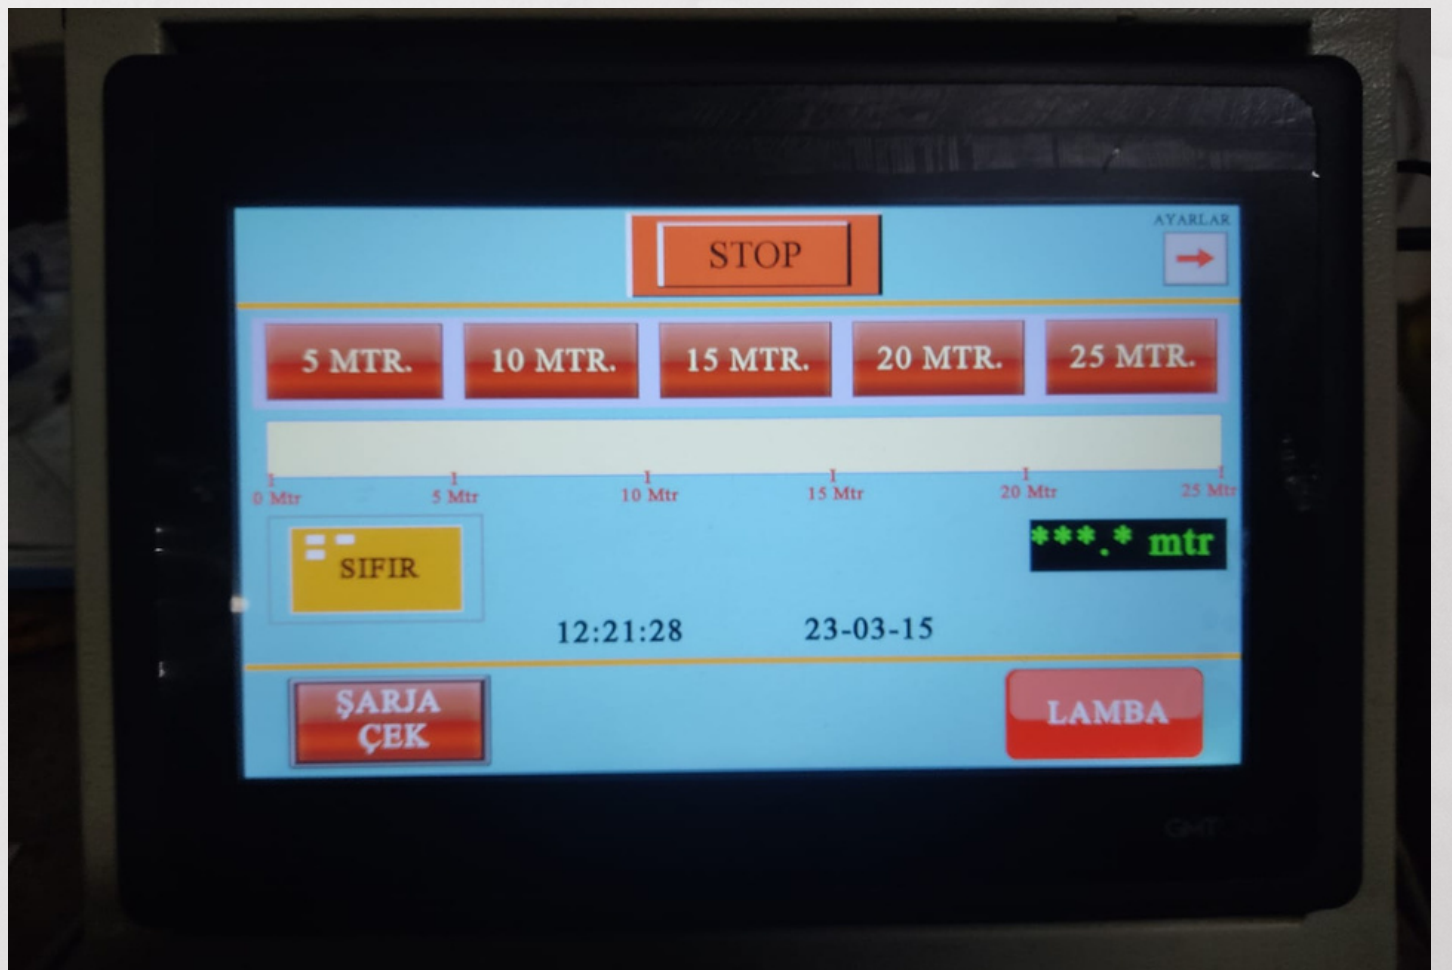 STOP
AYARLAR
5 MTR. 10 MTR. 15 MTR. 20 MTR. 25 MTR.
0 Mtr 5 Mtr 10 Mtr 15 Mtr 20 Mtr 25 Mtr
SIFIR
***.* mtr
12:21:28 23-03-15
ŞARJA
ÇEK
LAMBA